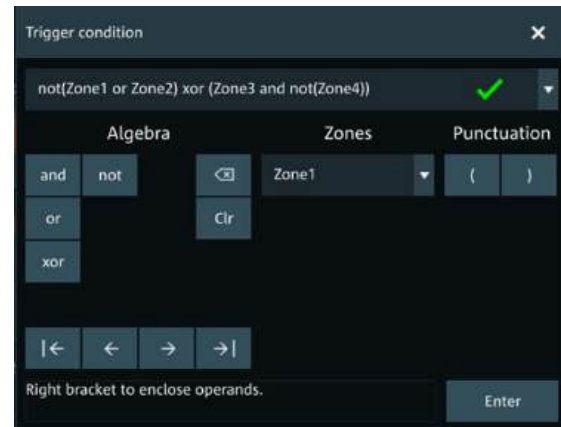 Trigger condition
not(Zone1 or Zone2) xor (Zone3 and not(Zone4))
Algebra Zones Punctuation
and not Zone1 ( )
or Clr
xor
Right bracket to enclose operands.
Enter